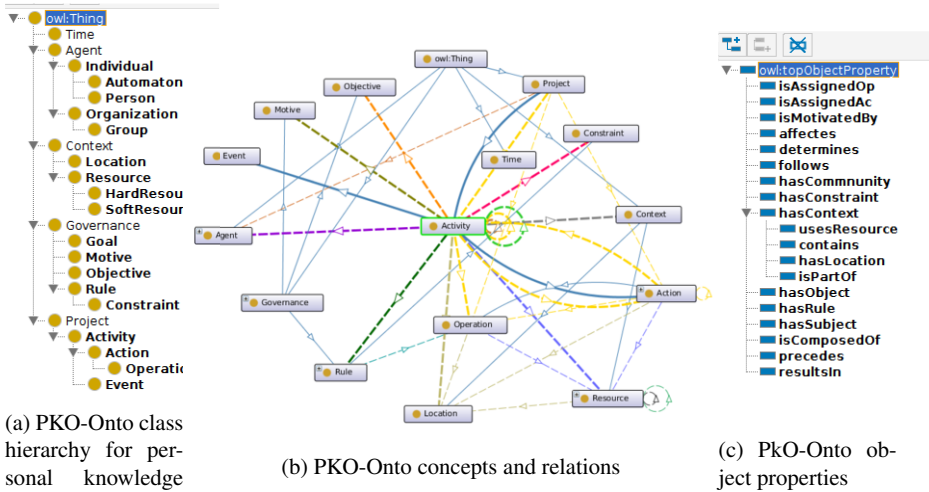 owl:Thing
Time
Agent
Individual
Automaton
Person
Organization
Group
Context
Location
Resource
HardResou
SoftResour
Governance
Goal
Motive
Objective
Rule
Constraint
Project
Activity
Action
Operatio
Event
(a) PKO-Onto class
hierarchy for per-
sonal knowledge
owl:Thing
Objective
Project
Motive
Constraint
Event
Time
Context
Activity
Agent
Action
Governance
Operation
Rule
Resource
Location
(b) PKO-Onto concepts and relations
owl:topObjectProperty
isAssignedOp
isAssignedAc
isMotivatedBy
affectes
determines
follows
hasCommnunity
hasConstraint
hasContext
usesResource
contains
hasLocation
isPartOf
hasObject
hasRule
hasSubject
isComposedOf
precedes
resultsIn
(c) PkO-Onto ob-
ject properties